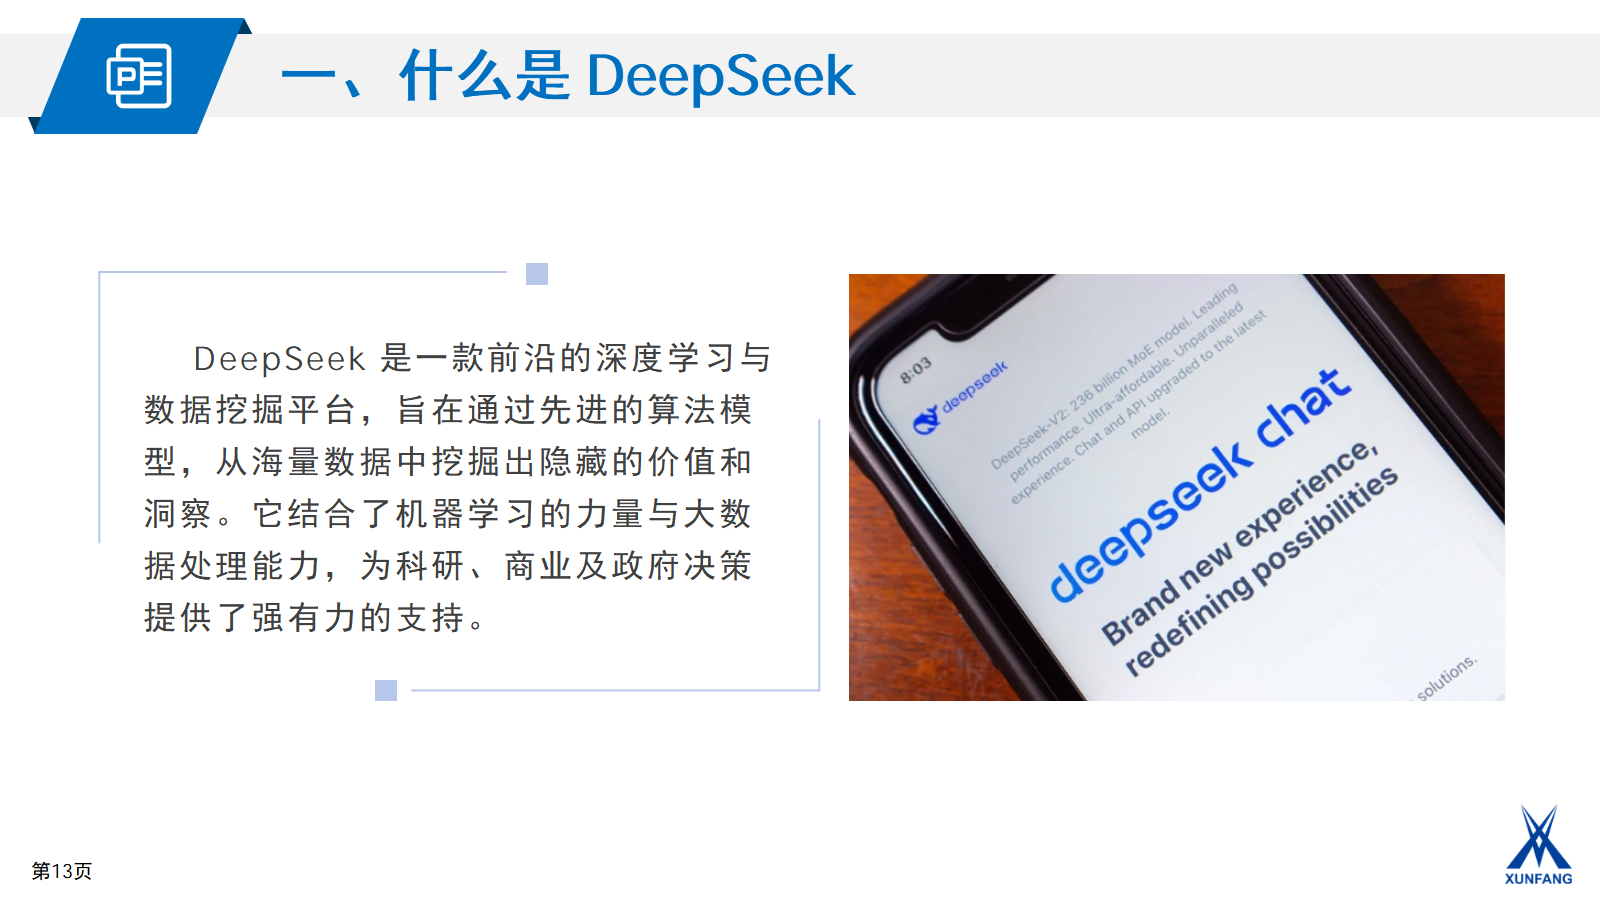 一、什么是 DeepSeek
DeepSeek 是一款前沿的深度学习与
数据挖掘平台，旨在通过先进的算法模
型，从海量数据中挖掘出隐藏的价值和
洞察。它结合了机器学习的力量与大数
据处理能力，为科研、商业及政府决策
提供了强有力的支持。
8:03
deepseek
DeepSeek-V2: 236 billion MoE model. Leading
performance. Ultra-affordable. Unparalleled
experience. Chat and API upgraded to the latest
model.
deepseek chat
Brand new experience,
redefining possibilities
solutions.
第13页
XUNFANG